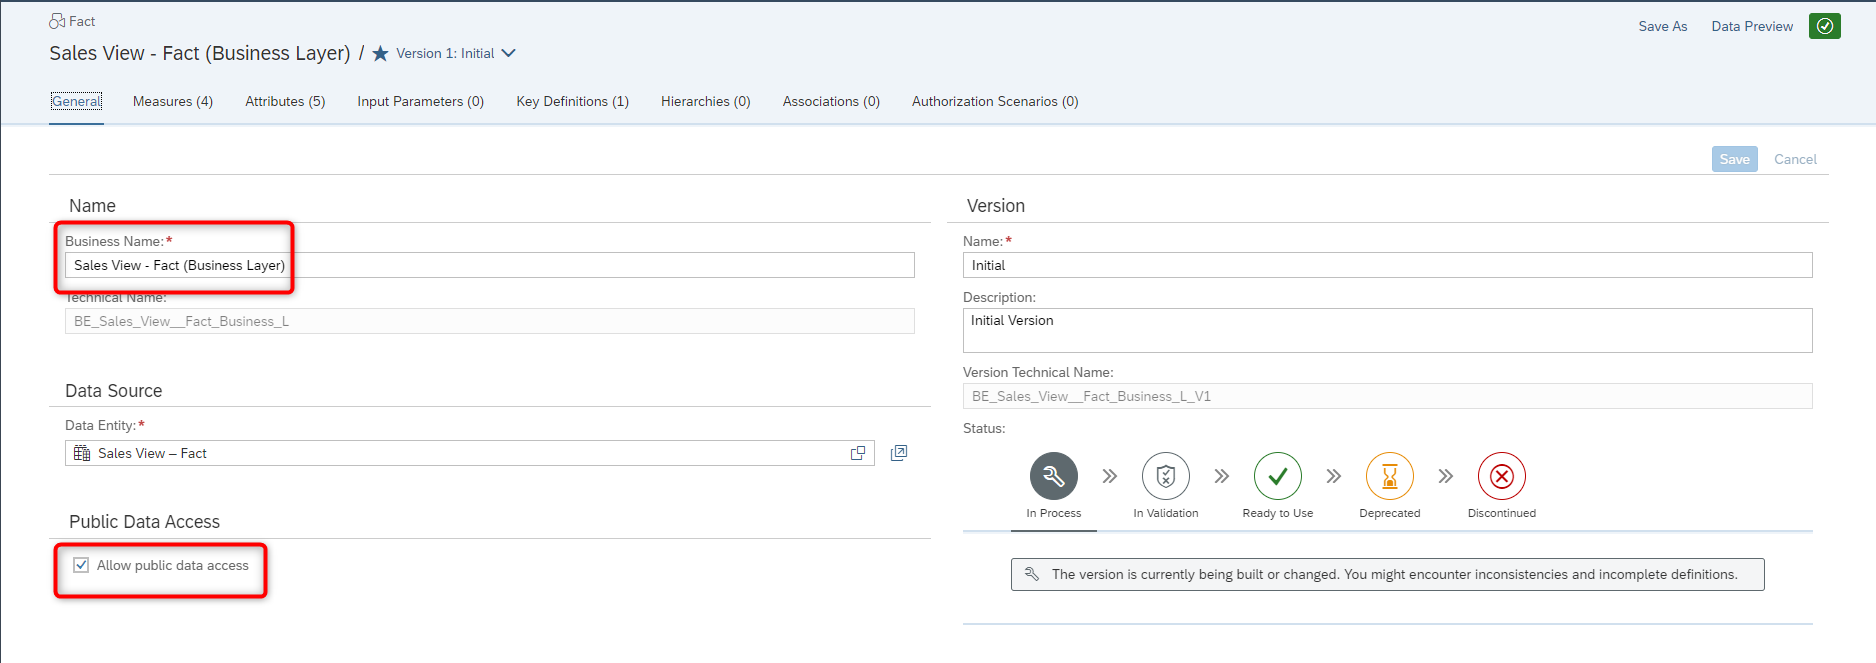 Fact
Save As Data Preview
Sales View - Fact (Business Layer) / Version 1: Initial
General Measures (4) Attributes (5) Input Parameters (0) Key Definitions (1) Hierarchies (0) Associations (0) Authorization Scenarios (0)
Save Cancel
Name
Business Name:*
Sales View - Fact (Business Layer)
Technical Name:
BE_Sales_View__Fact_Business_L
Data Source
Data Entity:*
Sales View – Fact
Public Data Access
Allow public data access
Version
Name:*
Initial
Description:
Initial Version
Version Technical Name:
BE_Sales_View__Fact_Business_L_V1
Status:
In Process In Validation Ready to Use Deprecated Discontinued
The version is currently being built or changed. You might encounter inconsistencies and incomplete definitions.